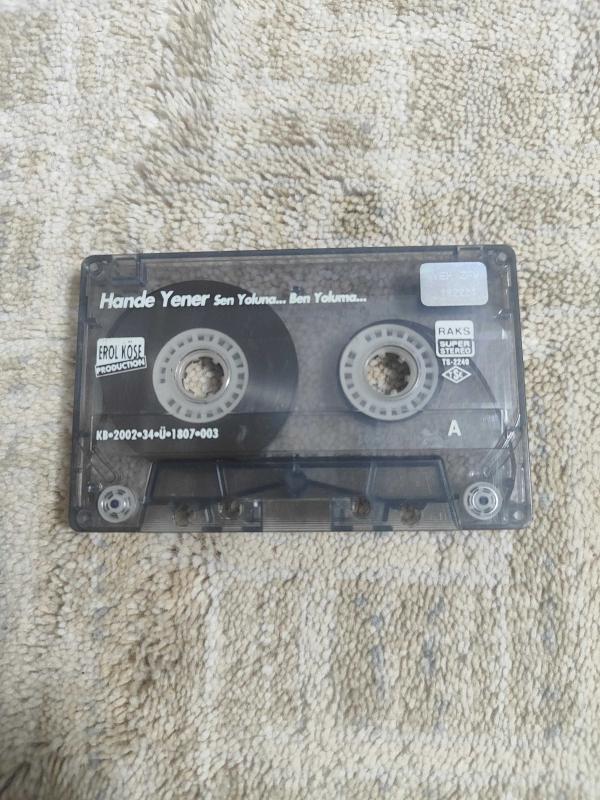 Hande Yener Sen Yoluna... Ben Yoluma...
EROL KÖSE
PRODUCTION
RAKS
SUPER
STEREO
TS-2240
TSE
KB•2002•34•Ü•1807•003
A